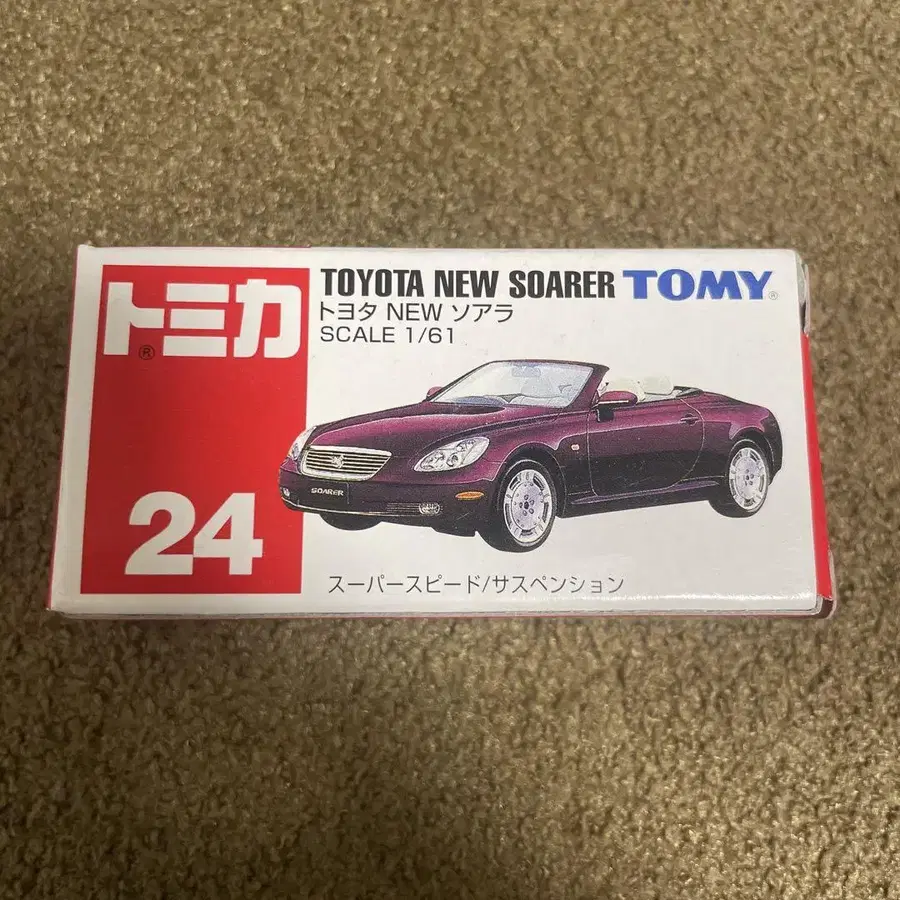 トミカ®
TOYOTA NEW SOARER TOMY®
トヨタ NEW ソアラ
SCALE 1/61
SOARER
24
スーパースピード/サスペンション